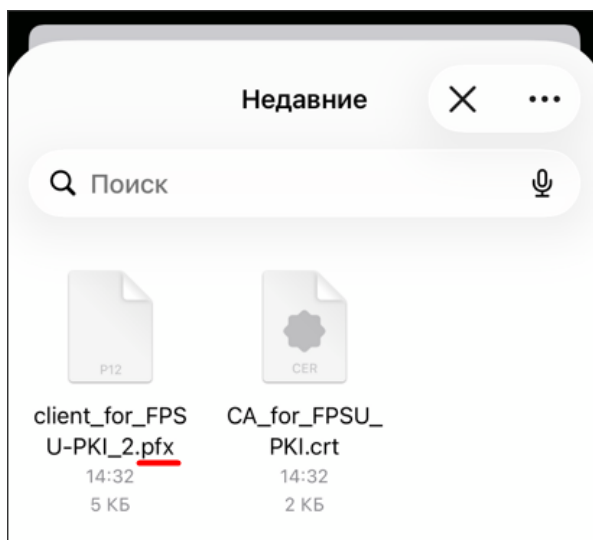 Недавние
Поиск
P12
CER
client_for_FPS
U-PKI_2.pfx
14:32
5 КБ
CA_for_FPSU_
PKI.crt
14:32
2 КБ